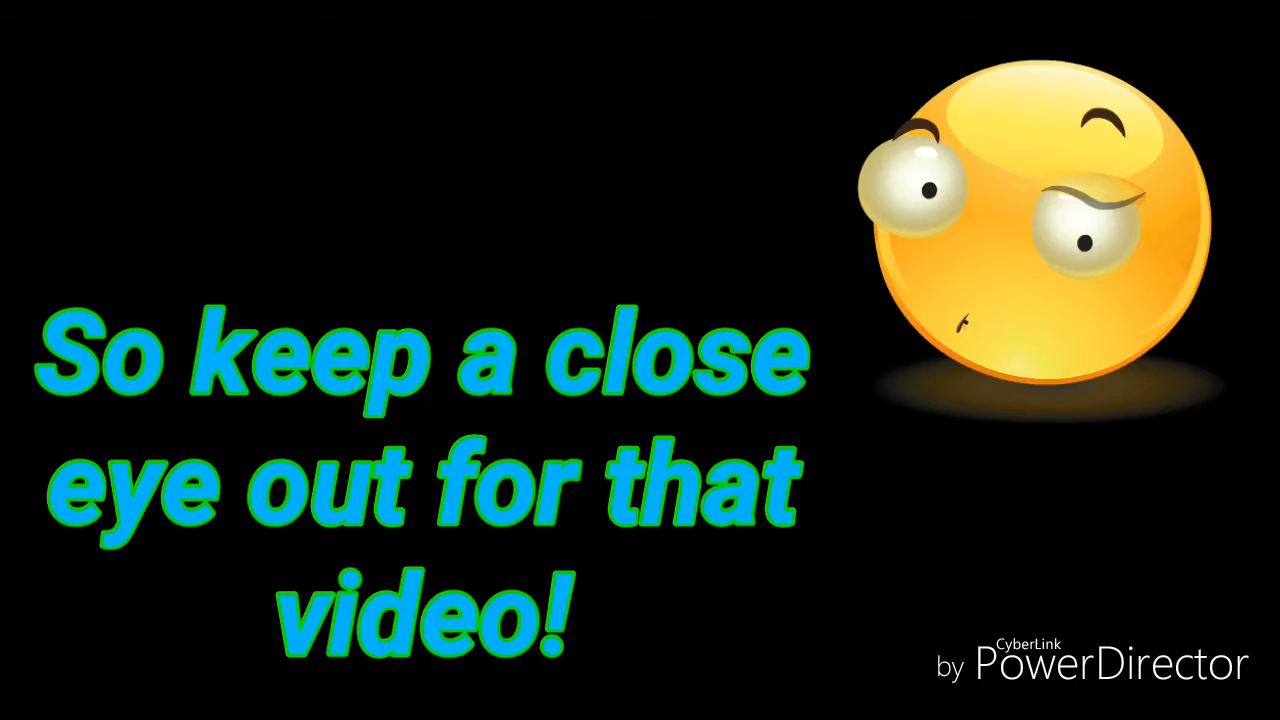 So keep a close
eye out for that
video!
CyberLink
by PowerDirector